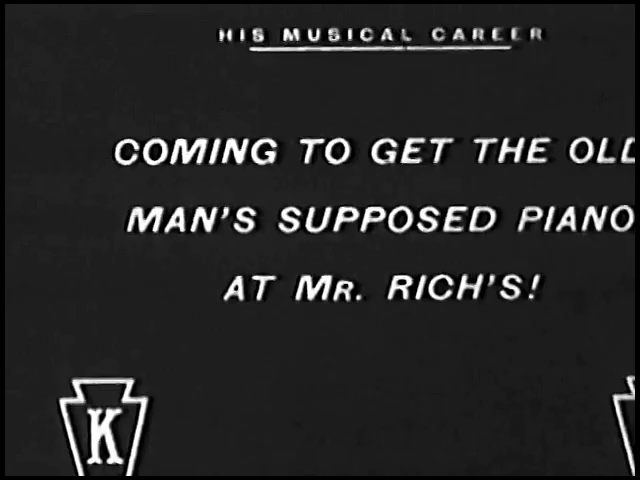 HIS MUSICAL CAREER
COMING TO GET THE OLD
MAN'S SUPPOSED PIANO
AT MR. RICH'S!
K